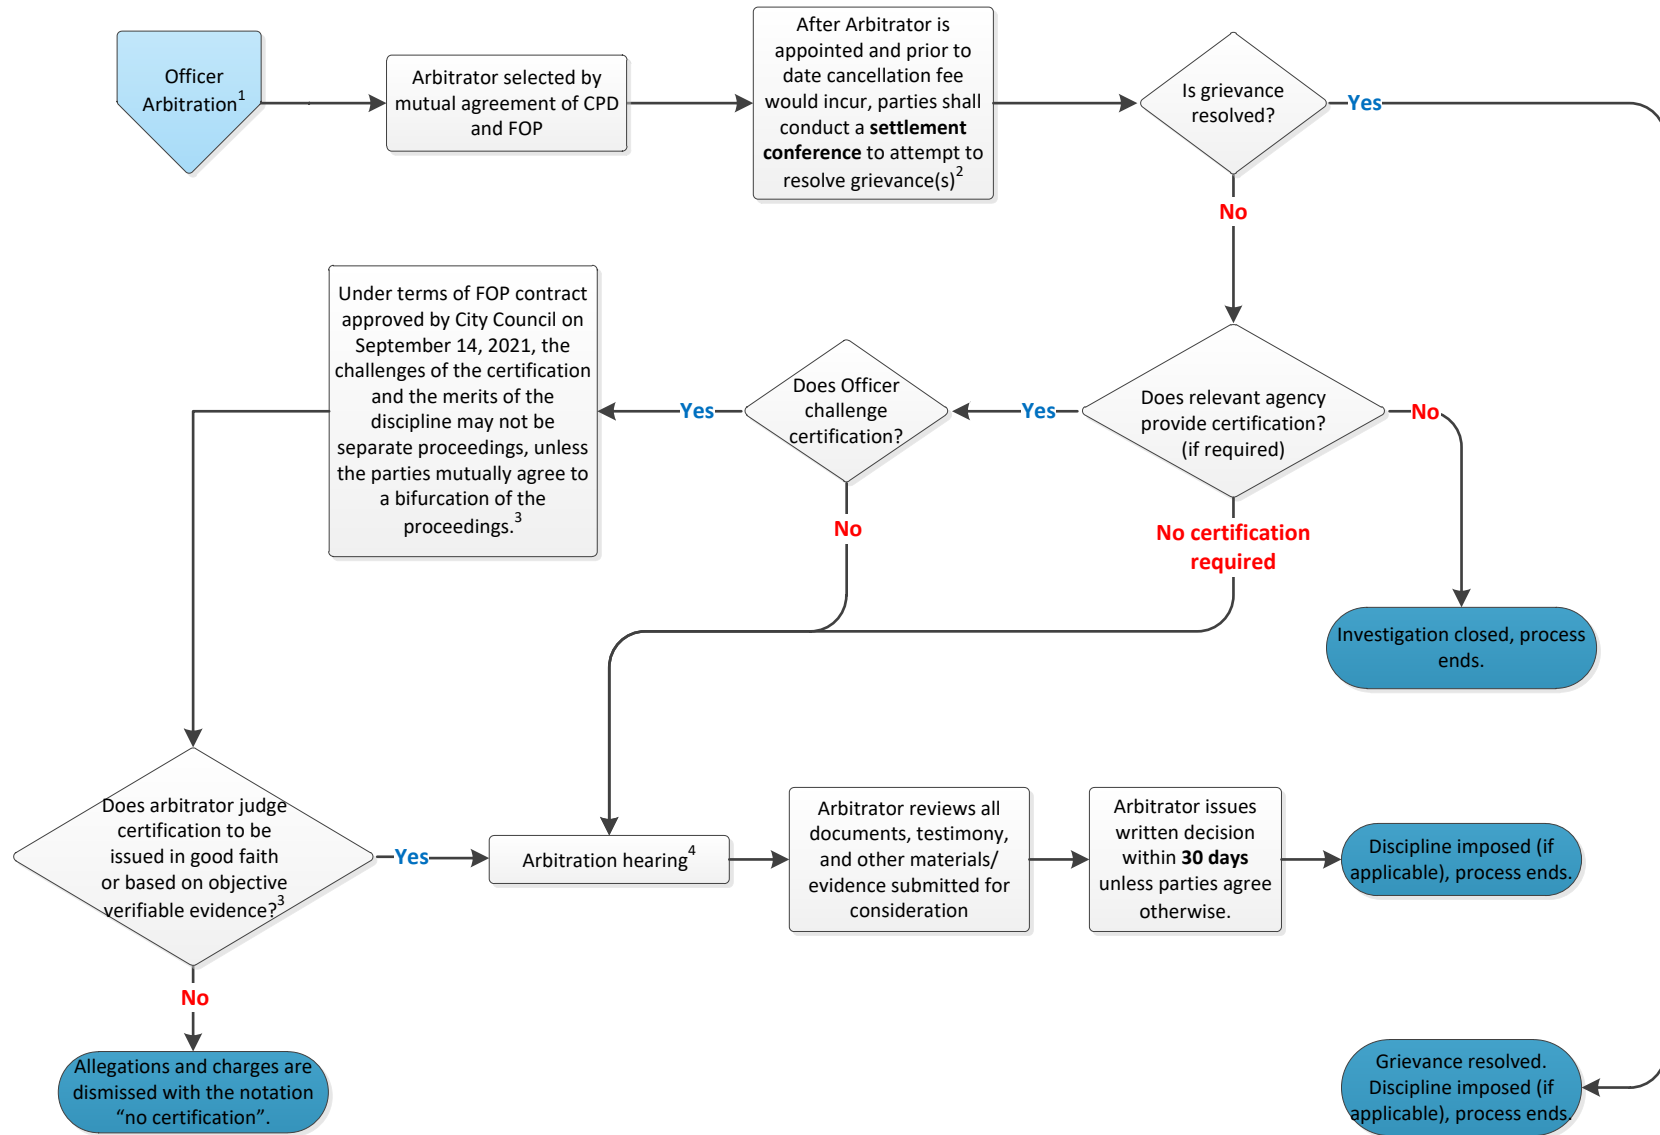 Officer
Arbitration1
Arbitrator selected by
mutual agreement of CPD
and FOP
After Arbitrator is
appointed and prior to
date cancellation fee
would incur, parties shall
conduct a settlement
conference to attempt to
resolve grievance(s)2
Is grievance
resolved?
Yes
No
Under terms of FOP contract
approved by City Council on
September 14, 2021, the
challenges of the certification
and the merits of the
discipline may not be
separate proceedings, unless
the parties mutually agree to
a bifurcation of the
proceedings.3
Yes
Does Officer
challenge
certification?
Yes
Does relevant agency
provide certification?
(if required)
No
No
No certification
required
Investigation closed, process
ends.
Does arbitrator judge
certification to be
issued in good faith
or based on objective
verifiable evidence?3
Yes
Arbitration hearing4
Arbitrator reviews all
documents, testimony,
and other materials/
evidence submitted for
consideration
Arbitrator issues
written decision
within 30 days
unless parties agree
otherwise.
Discipline imposed (if
applicable), process ends.
No
Allegations and charges are
dismissed with the notation
“no certification”.
Grievance resolved.
Discipline imposed (if
applicable), process ends.